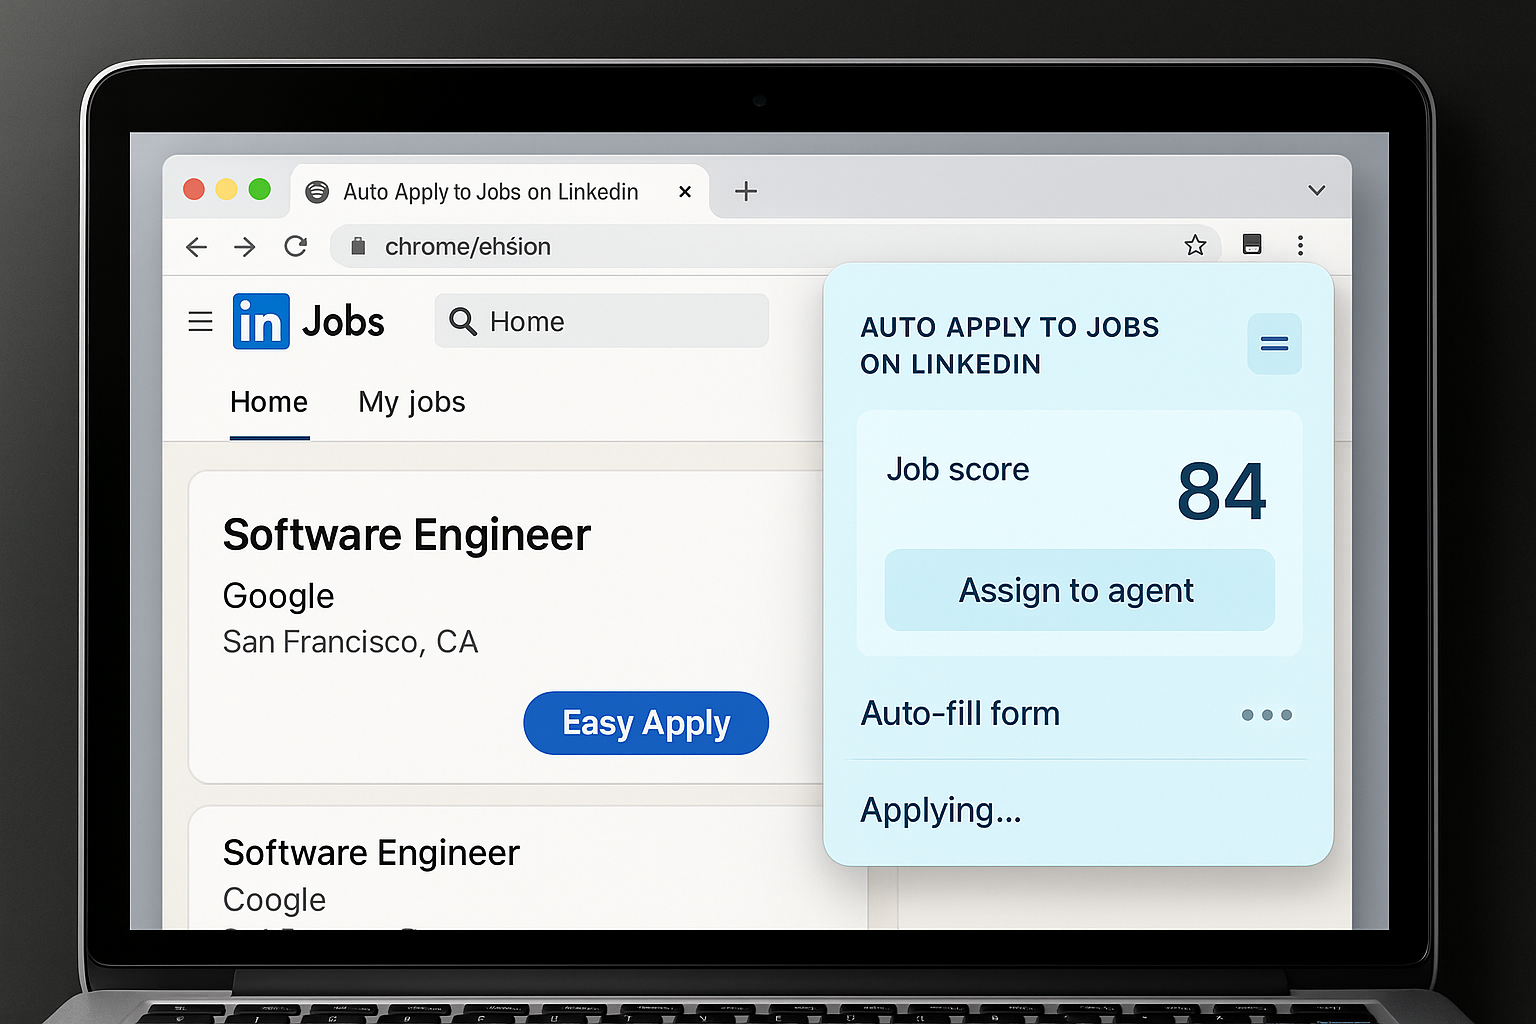 Auto Apply to Jobs on Linkedin
chrome/ehśion
in Jobs
Home
Home
My jobs
Software Engineer
Google
San Francisco, CA
Easy Apply
Software Engineer
Coogle
AUTO APPLY TO JOBS
ON LINKEDIN
Job score
84
Assign to agent
Auto-fill form
Applying...